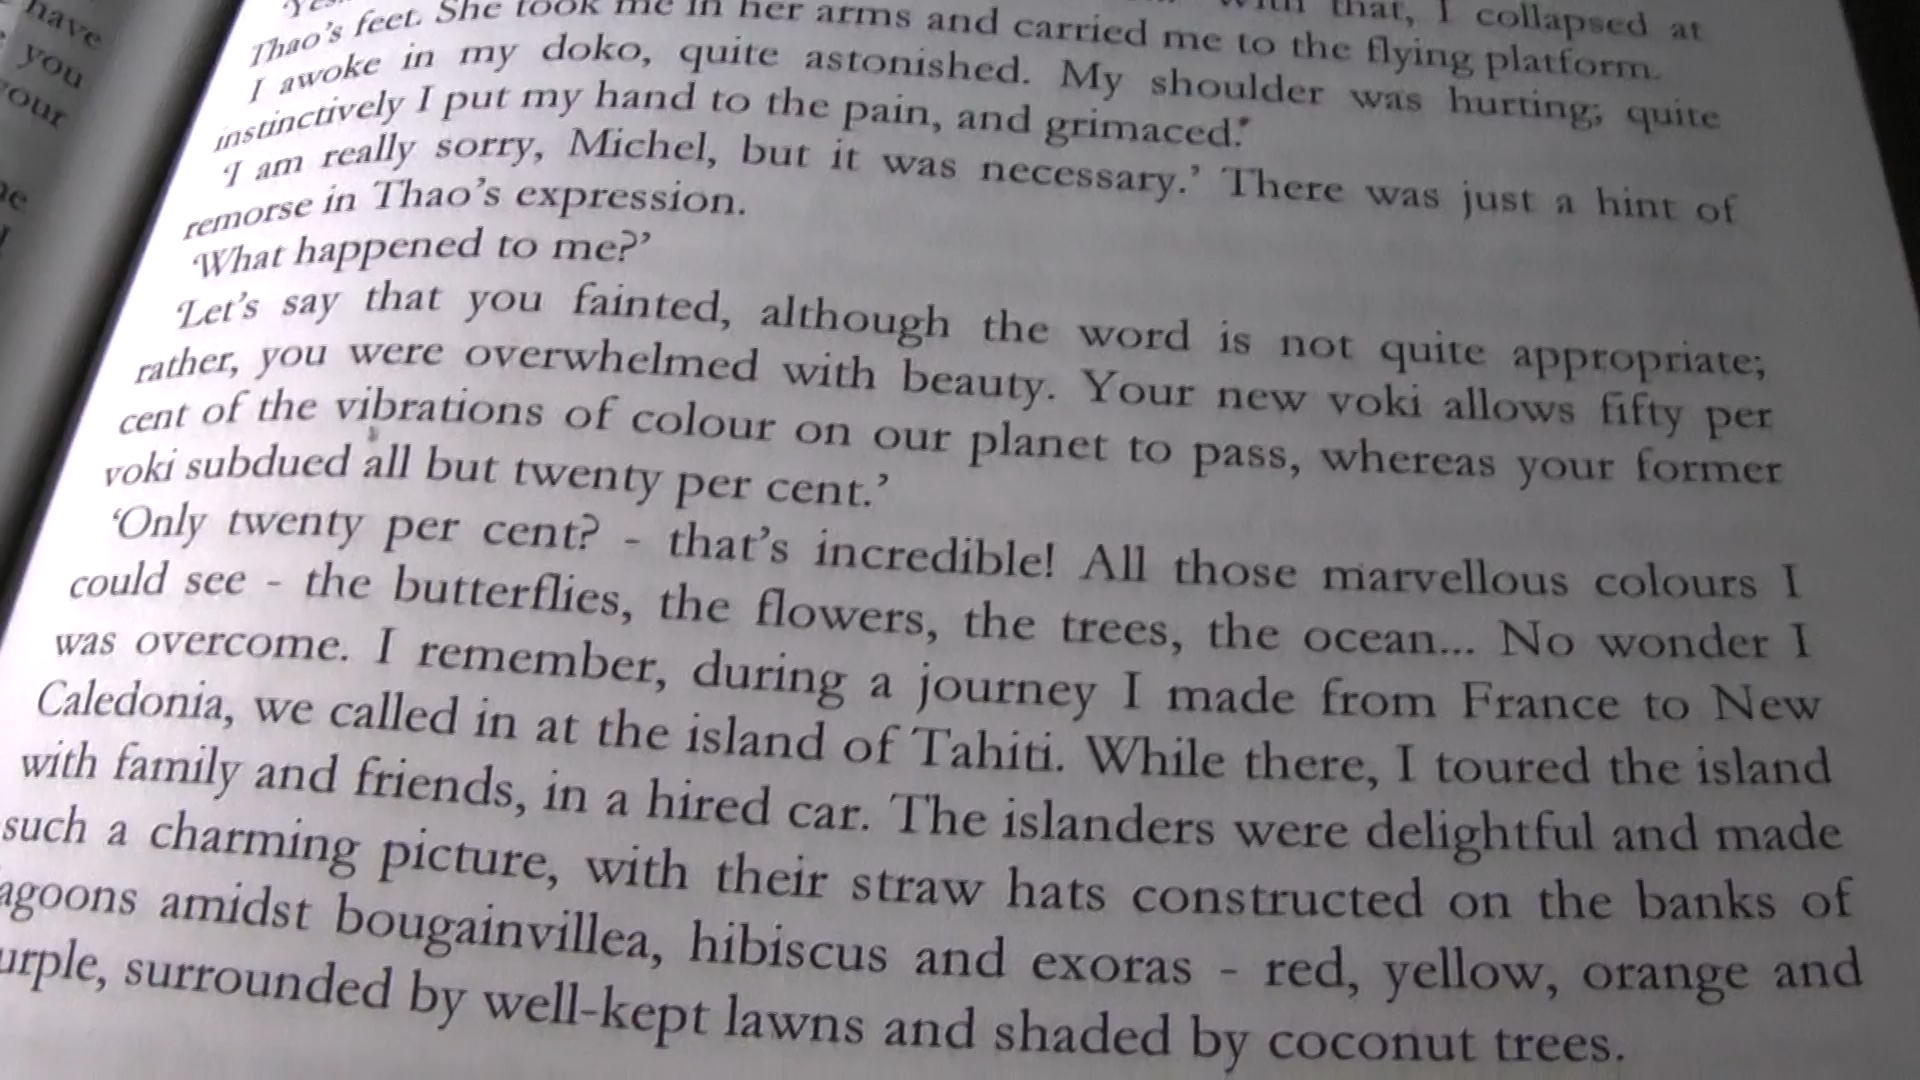 have
you
your
with that, I collapsed at
Thao's feet. She took me in her arms and carried me to the flying platform.
I awoke in my doko, quite astonished. My shoulder was hurting; quite
instinctively I put my hand to the pain, and grimaced.
'I am really sorry, Michel, but it was necessary.' There was just a hint of
remorse in Thao's expression.
'What happened to me?'
'Let's say that you fainted, although the word is not quite appropriate;
rather, you were overwhelmed with beauty. Your new voki allows fifty per
cent of the vibrations of colour on our planet to pass, whereas your former
voki subdued all but twenty per cent.'
'Only twenty per cent? - that's incredible! All those marvellous colours I
could see - the butterflies, the flowers, the trees, the ocean... No wonder I
was overcome. I remember, during a journey I made from France to New
Caledonia, we called in at the island of Tahiti. While there, I toured the island
with family and friends, in a hired car. The islanders were delightful and made
such a charming picture, with their straw hats constructed on the banks of
agoons amidst bougainvillea, hibiscus and exoras - red, yellow, orange and
urple, surrounded by well-kept lawns and shaded by coconut trees.